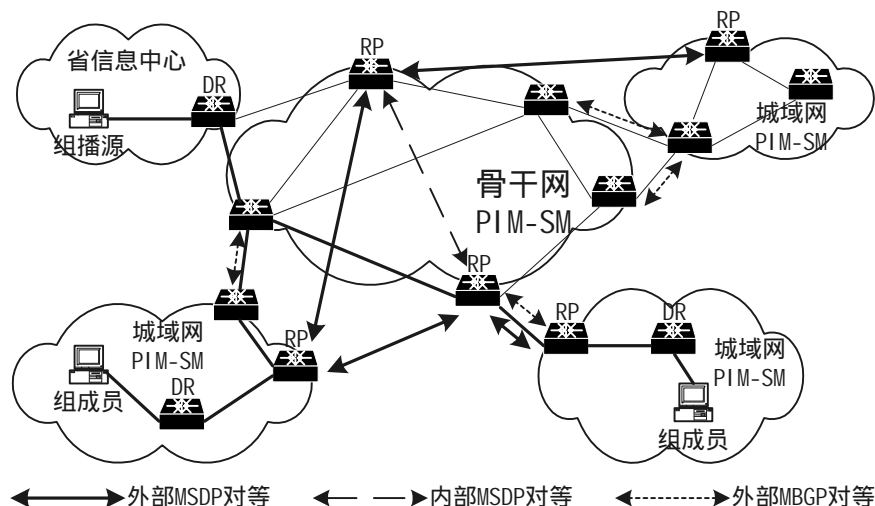 省信息中心
DR
组播源
RP
RP
城域网
PIM-SM
骨干网
PIM-SM
RP
城域网
PIM-SM
RP
DR
组成员
RP
DR
城域网
PIM-SM
组成员
外部MSDP对等
内部MSDP对等
外部MBGP对等